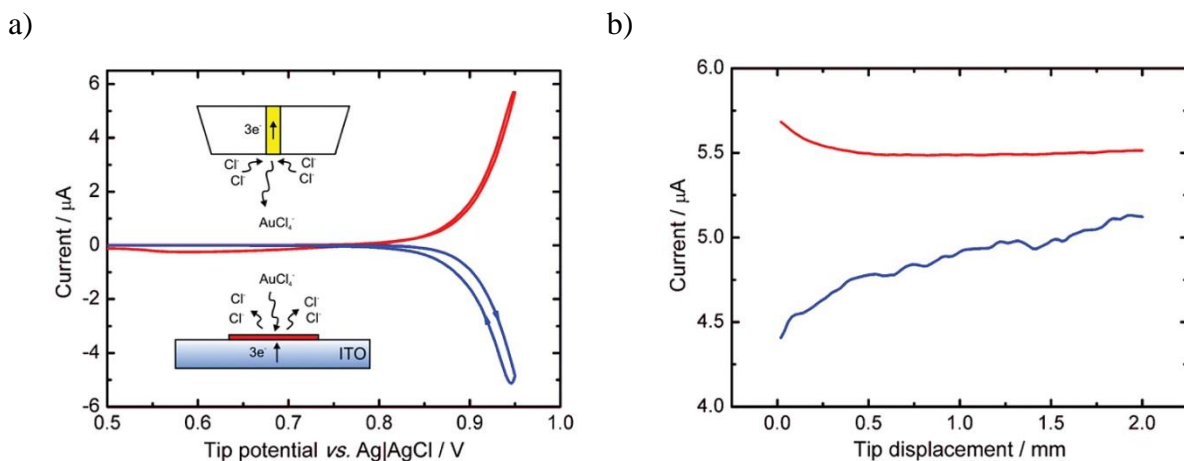 a)
6
4
2
0
-2
-4
-6
Current / µA
3e⁻
Cl⁻
Cl⁻
Cl⁻
Cl⁻
AuCl₄⁻
AuCl₄⁻
Cl⁻
Cl⁻
Cl⁻
Cl⁻
3e⁻
ITO
0.5 0.6 0.7 0.8 0.9 1.0
Tip potential vs. Ag|AgCl / V
b)
6.0
5.5
5.0
4.5
4.0
Current / µA
0.0 0.5 1.0 1.5 2.0
Tip displacement / mm